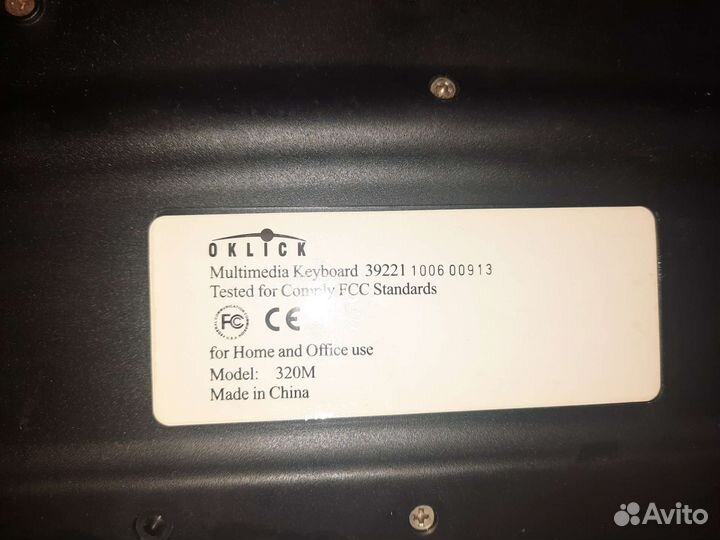 OKLICK
Multimedia Keyboard 39221 1006 00913
Tested for Comply FCC Standards
FC CE
for Home and Office use
Model: 320M
Made in China
Avito